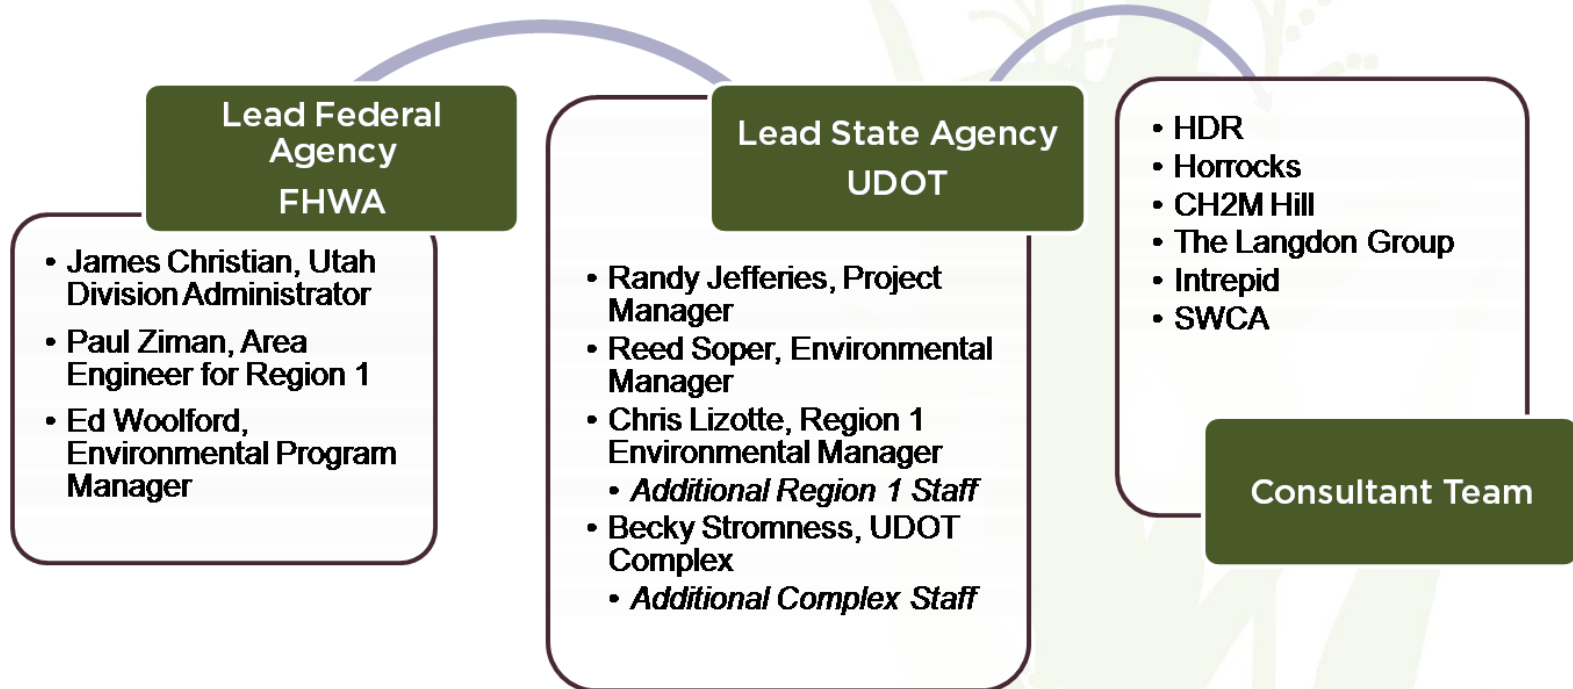 Lead Federal
Agency
FHWA
• James Christian, Utah
Division Administrator
• Paul Ziman, Area
Engineer for Region 1
• Ed Woolford,
Environmental Program
Manager
Lead State Agency
UDOT
• Randy Jefferies, Project
Manager
• Reed Soper, Environmental
Manager
• Chris Lizotte, Region 1
Environmental Manager
• Additional Region 1 Staff
• Becky Stromness, UDOT
Complex
• Additional Complex Staff
• HDR
• Horrocks
• CH2M Hill
• The Langdon Group
• Intrepid
• SWCA
Consultant Team